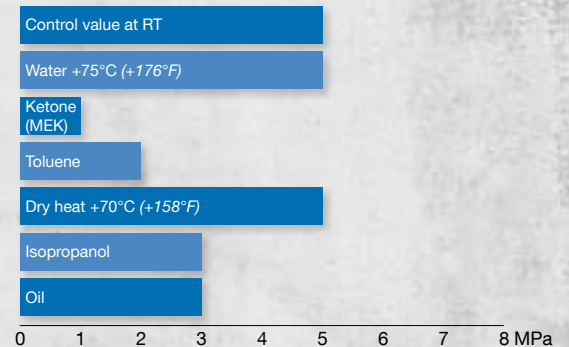 Control value at RT
Water +75°C (+176°F)
Ketone
(MEK)
Toluene
Dry heat +70°C (+158°F)
Isopropanol
Oil
0 1 2 3 4 5 6 7 8 MPa